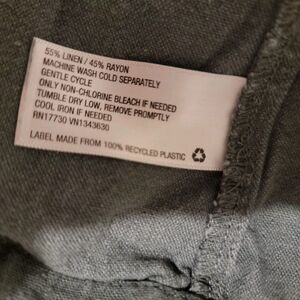 55% LINEN / 45% RAYON
MACHINE WASH COLD SEPARATELY
GENTLE CYCLE
ONLY NON-CHLORINE BLEACH IF NEEDED
TUMBLE DRY LOW, REMOVE PROMPTLY
COOL IRON IF NEEDED
RN17730 VN1343630
LABEL MADE FROM 100% RECYCLED PLASTIC